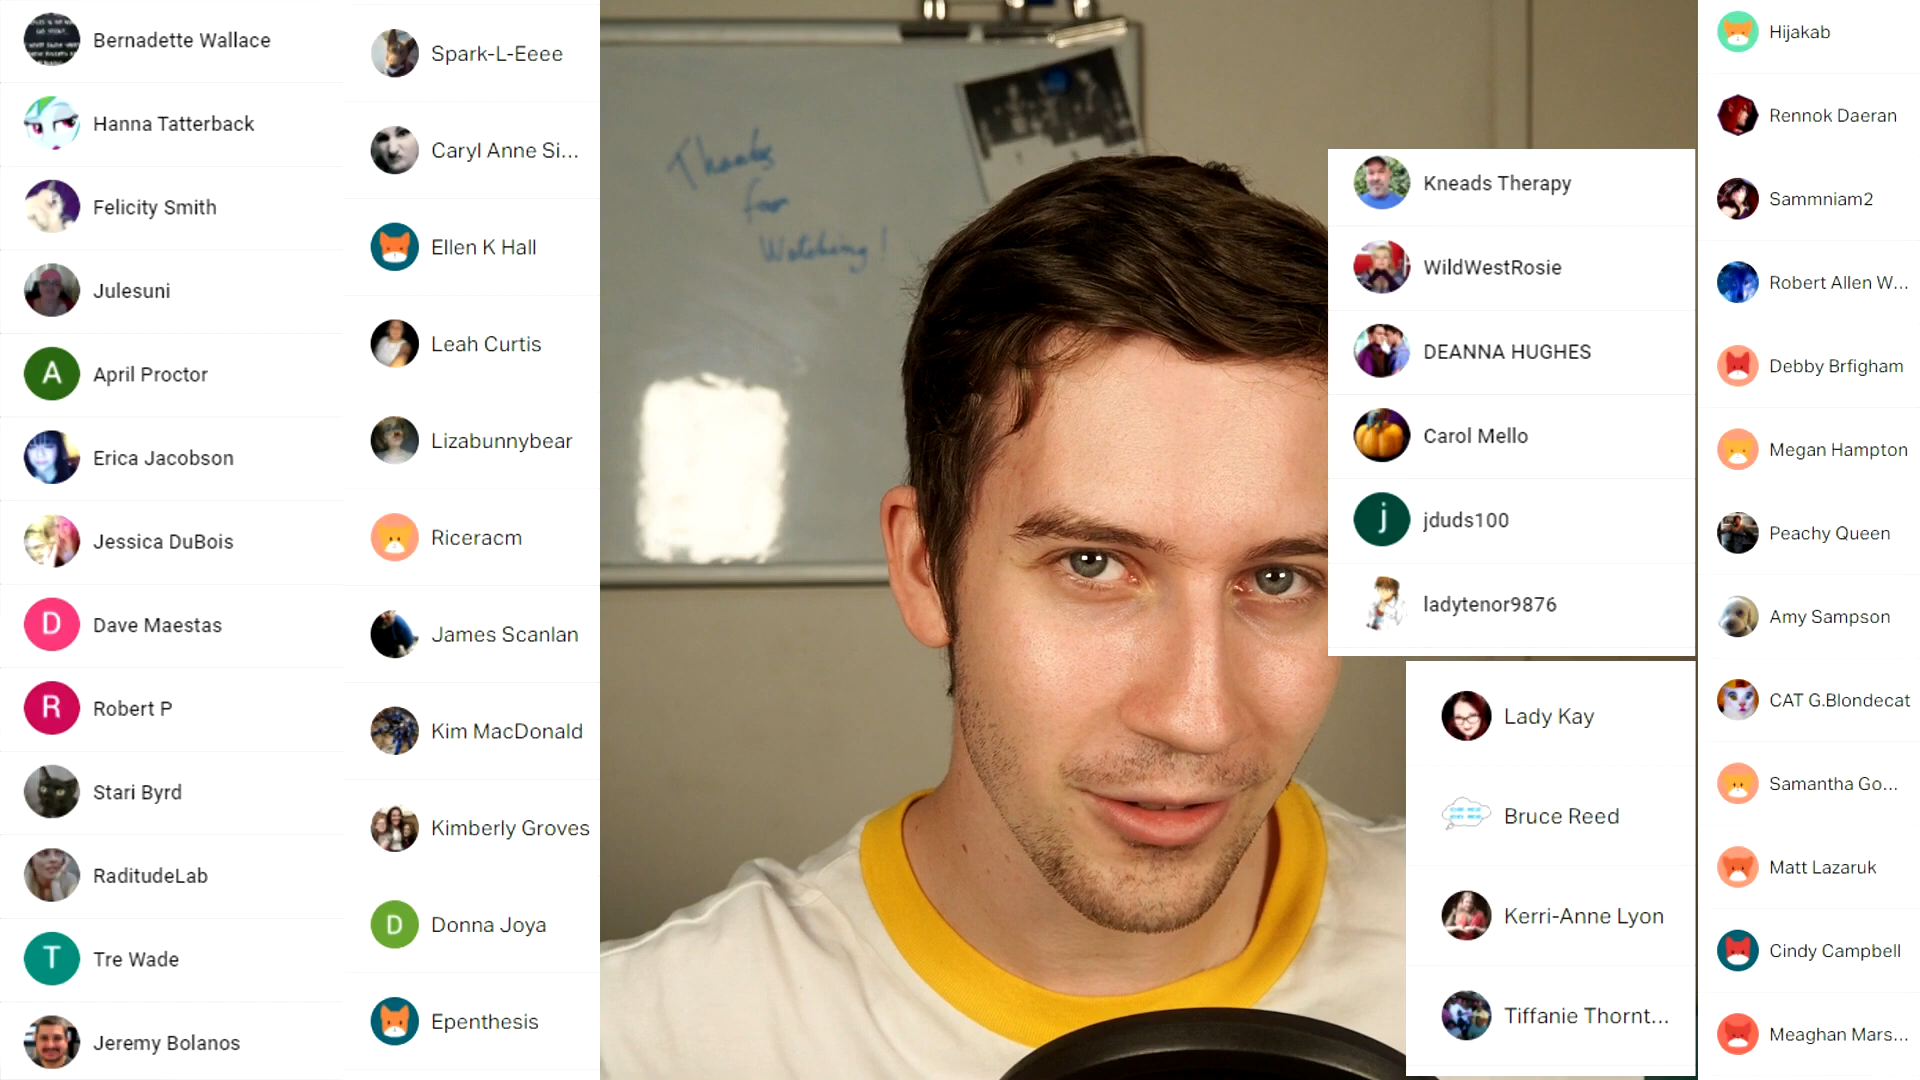 Bernadette Wallace
Hanna Tatterback
Felicity Smith
Julesuni
A April Proctor
Erica Jacobson
Jessica DuBois
D Dave Maestas
R Robert P
Stari Byrd
RaditudeLab
T Tre Wade
Jeremy Bolanos
Spark-L-Eeee
Caryl Anne Si...
Ellen K Hall
Leah Curtis
Lizabunnybear
Riceracm
James Scanlan
Kim MacDonald
Kimberly Groves
D Donna Joya
Epenthesis
Thanks
for
Watching!
Kneads Therapy
WildWestRosie
DEANNA HUGHES
Carol Mello
j jduds100
ladytenor9876
Lady Kay
Bruce Reed
Kerri-Anne Lyon
Tiffanie Thornt...
Hijakab
Rennok Daeran
Sammniam2
Robert Allen W...
Debby Brfigham
Megan Hampton
Peachy Queen
Amy Sampson
CAT G.Blondecat
Samantha Go...
Matt Lazaruk
Cindy Campbell
Meaghan Mars...